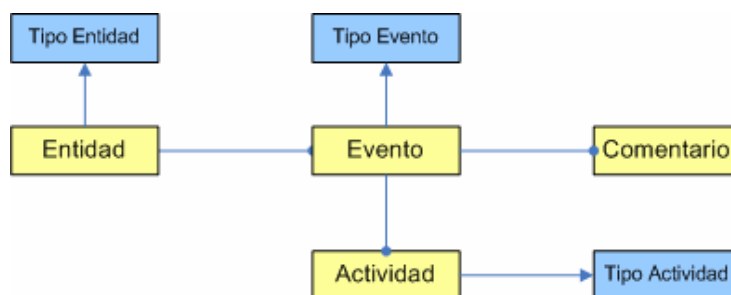 Tipo Entidad
Tipo Evento
Entidad
Evento
Comentario
Actividad
Tipo Actividad